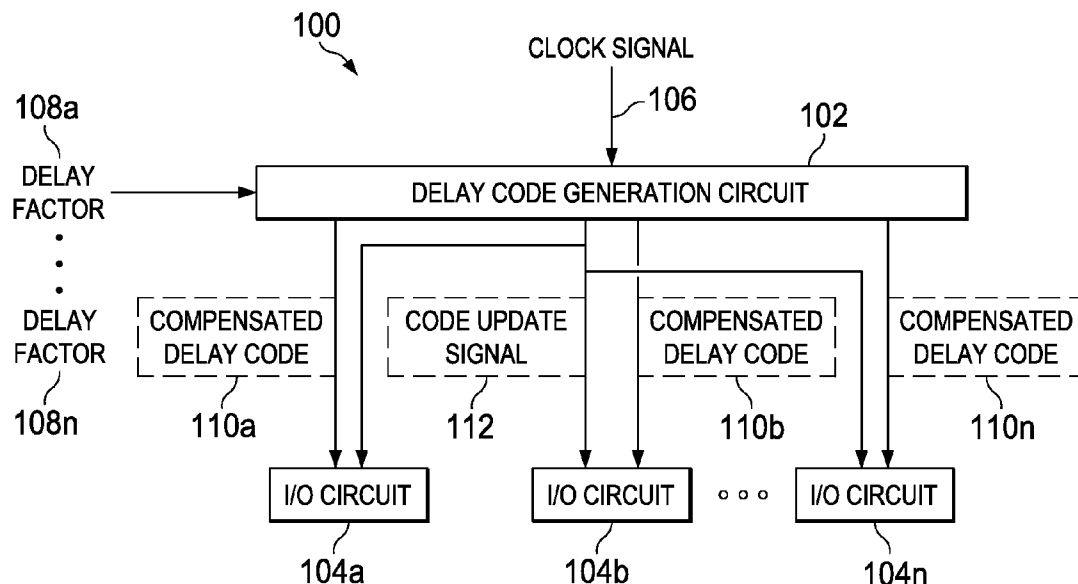 100
CLOCK SIGNAL
106
108a
102
DELAY
FACTOR
DELAY CODE GENERATION CIRCUIT
DELAY
FACTOR
108n
COMPENSATED
DELAY CODE
CODE UPDATE
SIGNAL
COMPENSATED
DELAY CODE
COMPENSATED
DELAY CODE
110a
112
110b
110n
I/O CIRCUIT
I/O CIRCUIT
I/O CIRCUIT
104a
104b
104n